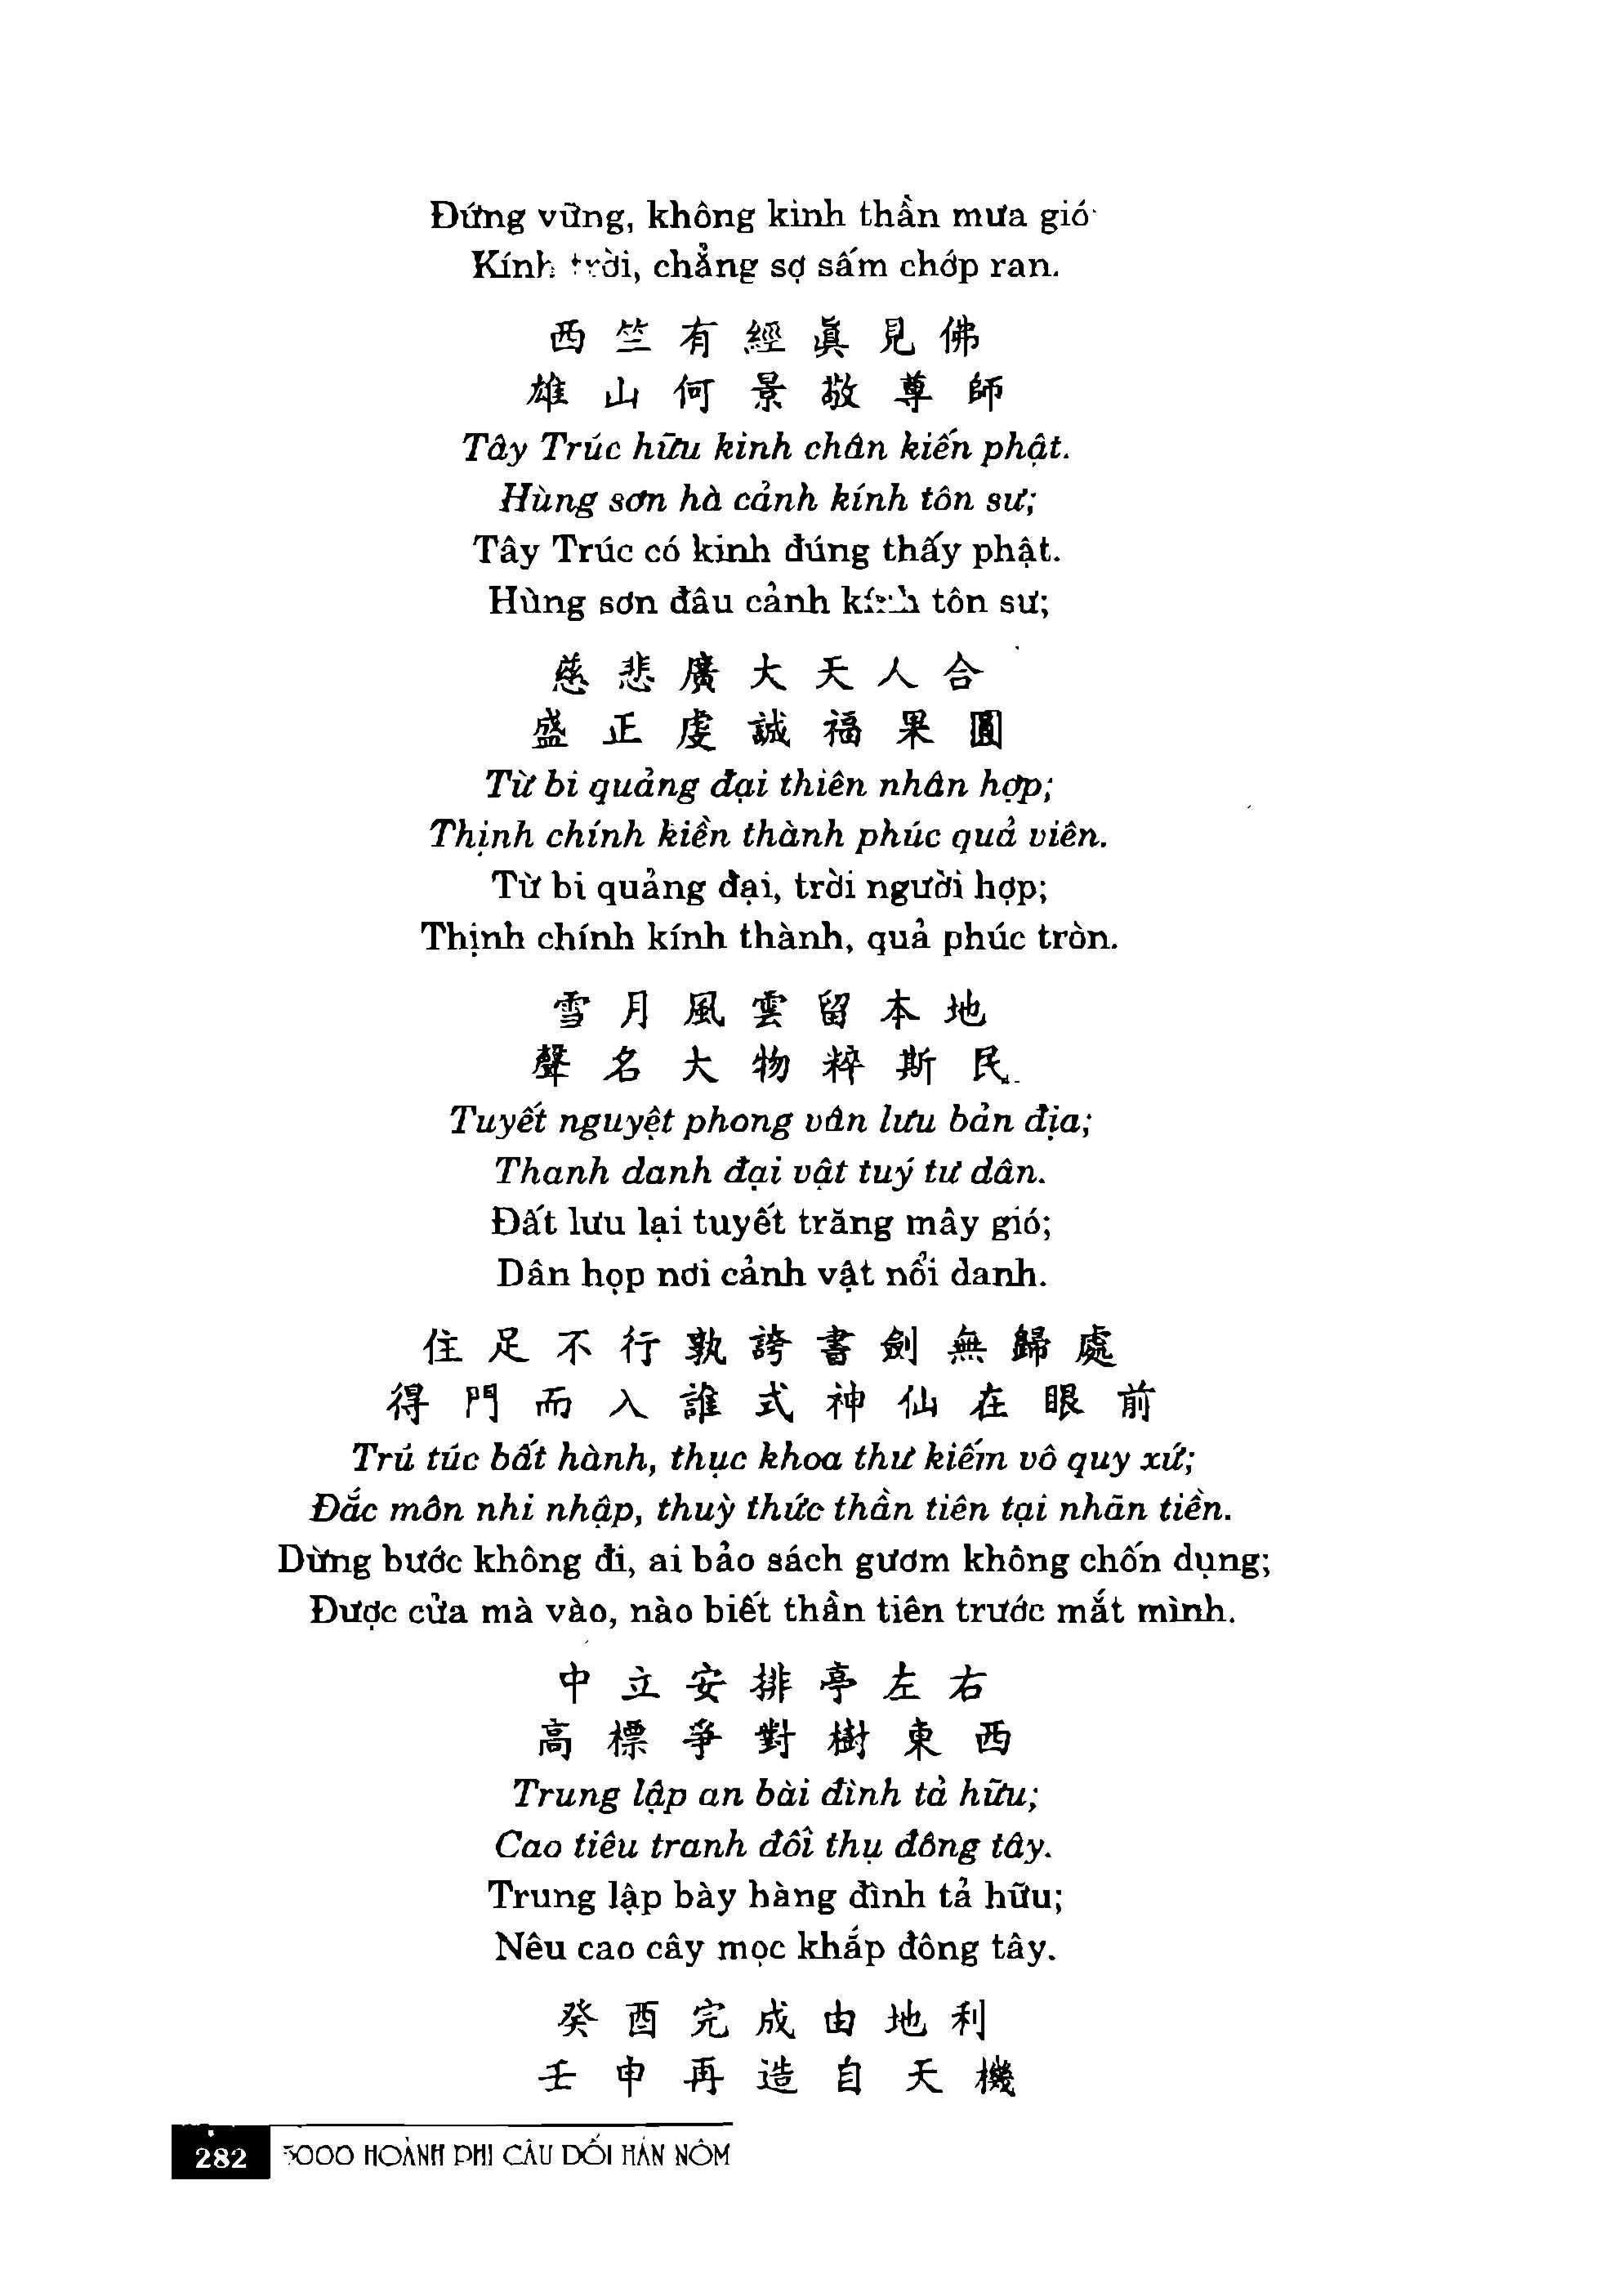 Đứng vững, không kinh thần mưa gió
Kính trời, chẳng sợ sấm chớp ran.
西竺有經眞見佛
雄山何景敬尊師
Tây Trúc hữu kinh chân kiến phật.
Hùng sơn hà cảnh kính tôn sư;
Tây Trúc có kinh đúng thấy phật.
Hùng sơn đâu cảnh kính tôn sư;
慈悲廣大天人合
盛正虔誠福果圓
Từ bi quảng đại thiên nhân hợp;
Thịnh chính kiền thành phúc quả viên.
Từ bi quảng đại, trời người hợp;
Thịnh chính kính thành, quả phúc tròn.
雪月風雲留本地
聲名大物粹斯民
Tuyết nguyệt phong vân lưu bản địa;
Thanh danh đại vật tuý tư dân.
Đất lưu lại tuyết trăng mây gió;
Dân họp nơi cảnh vật nổi danh.
住足不行孰誇書劍無歸處
得門而入誰式神仙在眼前
Trú túc bất hành, thục khoa thư kiếm vô quy xứ;
Đắc môn nhi nhập, thuỳ thức thần tiên tại nhãn tiền.
Dừng bước không đi, ai bảo sách gươm không chốn dụng;
Được cửa mà vào, nào biết thần tiên trước mắt mình.
中立安排亭左右
高標爭對樹東西
Trung lập an bài đình tả hữu;
Cao tiêu tranh đối thụ đông tây.
Trung lập bày hàng đình tả hữu;
Nêu cao cây mọc khắp đông tây.
癸酉完成由地利
壬申再造自天機
282 5000 HOÀNH PHI CÂU ĐỐI HÁN NÔM